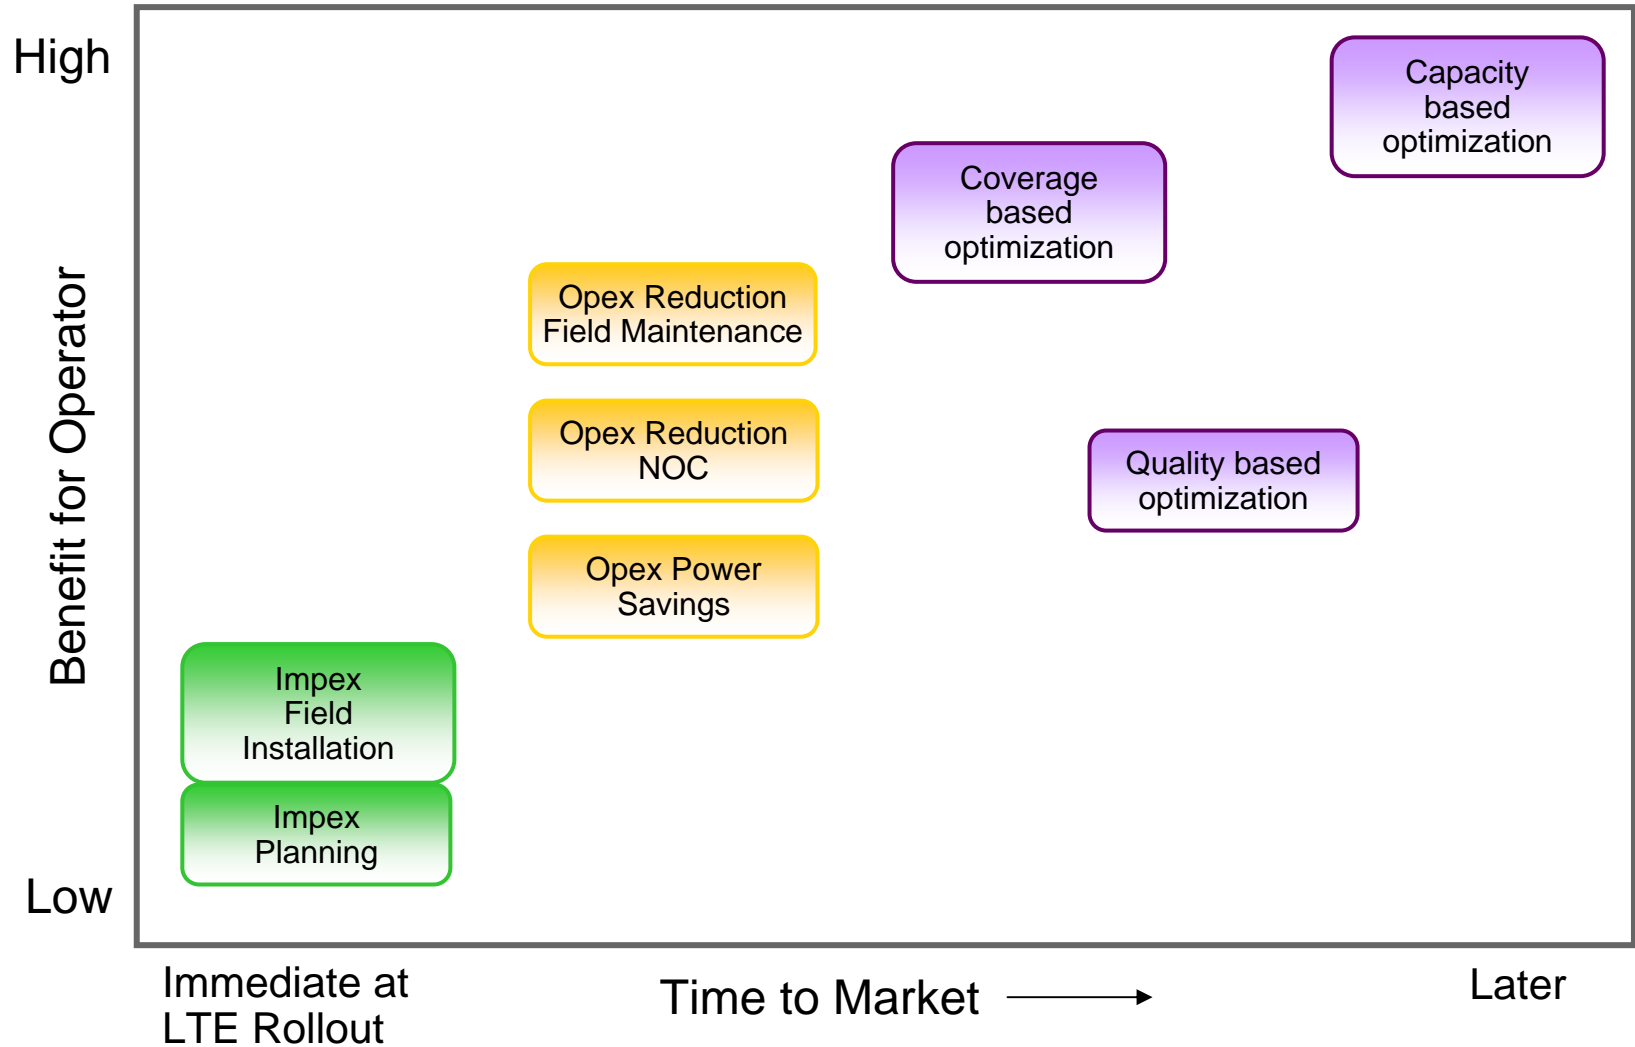 High
Capacity
based
optimization
Coverage
based
optimization
Opex Reduction
Field Maintenance
Opex Reduction
NOC
Quality based
optimization
Opex Power
Savings
Benefit for Operator
Impex
Field
Installation
Impex
Planning
Low
Immediate at
LTE Rollout
Time to Market
Later